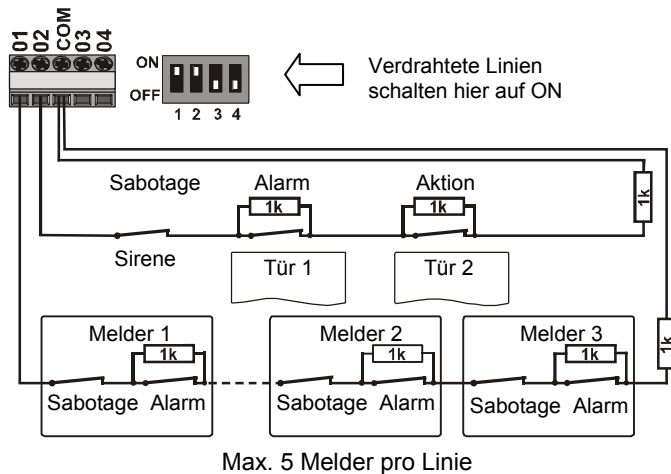 01 02 COM 03 04
ON
OFF
1 2 3 4
Verdrahtete Linien
schalten hier auf ON
Sabotage Alarm Aktion
1k 1k 1k
Sirene Tür 1 Tür 2
Melder 1 Melder 2 Melder 3
1k 1k 1k 1k
Sabotage Alarm Sabotage Alarm Sabotage Alarm
Max. 5 Melder pro Linie